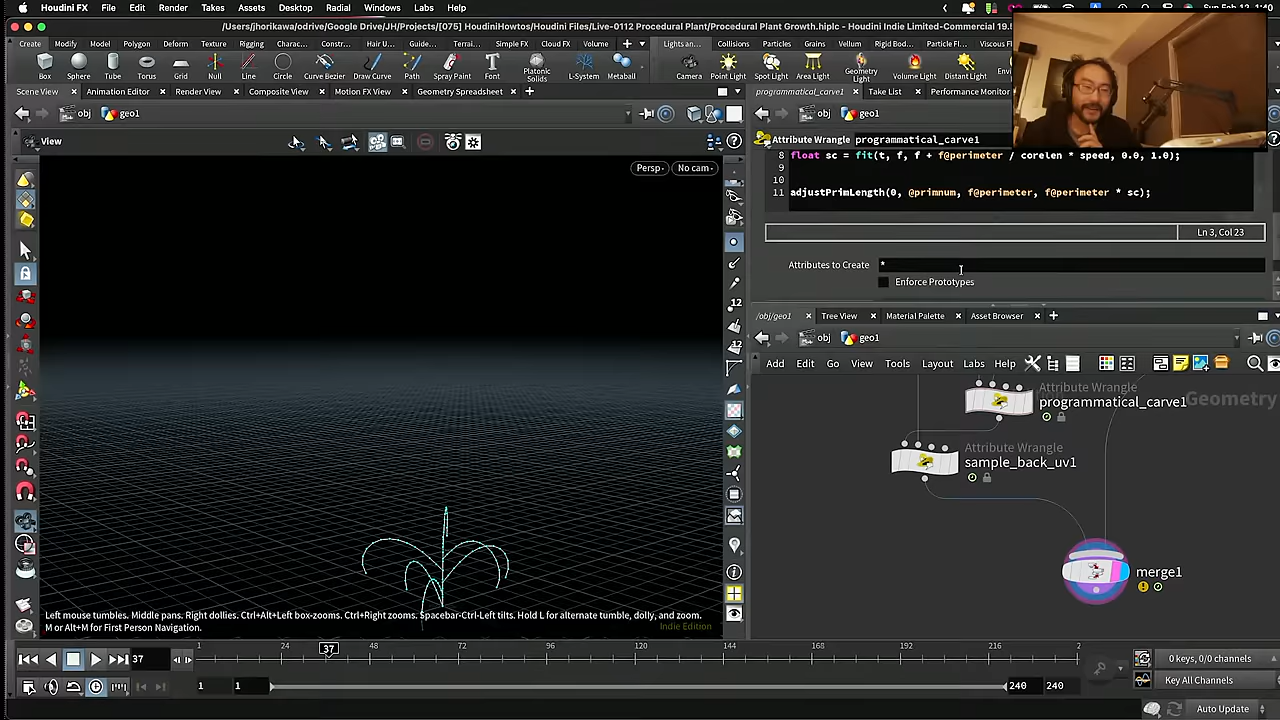 Houdini FX File Edit Render Takes Assets Desktop Radial Windows Labs Help
/Users/jhorikawa/odrive/Google Drive/JH/Projects/[075] HoudiniHowtos/Houdini Files/Live-0112 Procedural Plant/Procedural Plant Growth.hiplc - Houdini Indie Limited-Commercial 19.
Create Modify Model Polygon Deform Texture Rigging Charac... Constr... Hair U... Guide... Terrai... Simple FX Cloud FX Volume
Lights an... Collisions Particles Grains Vellum Rigid Bod... Particle Fl... Viscous
Box Sphere Tube Torus Grid Null Line Circle Curve Bezier Draw Curve Path Spray Paint Font Platonic Solids L-System Metaball
Camera Point Light Spot Light Area Light Geometry Light Volume Light Distant Light
Scene View Animation Editor Render View Composite View Motion FX View Geometry Spreadsheet
programmatical_carve1 Take List Performance Monitor
obj geo1
obj geo1
View
Attribute Wrangle programmatical_carve1
Persp No cam
8 float sc = fit(t, f, f + f@perimeter / corelen * speed, 0.0, 1.0);
9
10
11 adjustPrimLength(0, @primnum, f@perimeter, f@perimeter * sc);
Ln 3, Col 23
Attributes to Create *
Enforce Prototypes
/obj/geo1 Tree View Material Palette Asset Browser
obj geo1
Add Edit Go View Tools Layout Labs Help
Attribute Wrangle
programmatical_carve1
Geometry
Attribute Wrangle
sample_back_uv1
merge1
12
12
Left mouse tumbles. Middle pans. Right dollies. Ctrl+Alt+Left box-zooms. Ctrl+Right zooms. Spacebar-Ctrl-Left tilts. Hold L for alternate tumble, dolly, and zoom.
M or Alt+M for First Person Navigation.
Indie Edition
37
1 24 37 48 72 96 120 144 168 192 216 2
0 keys, 0/0 channels
1 1 240 240
Key All Channels
Auto Update